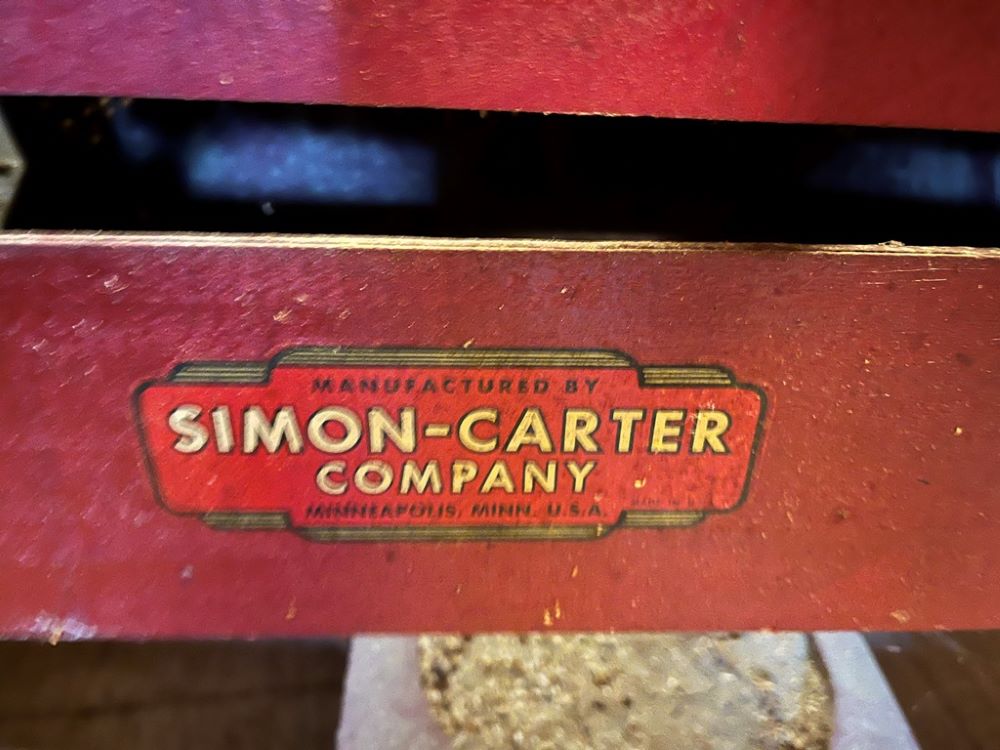 MANUFACTURED BY
SIMON-CARTER
COMPANY
MINNEAPOLIS, MINN. U.S.A.